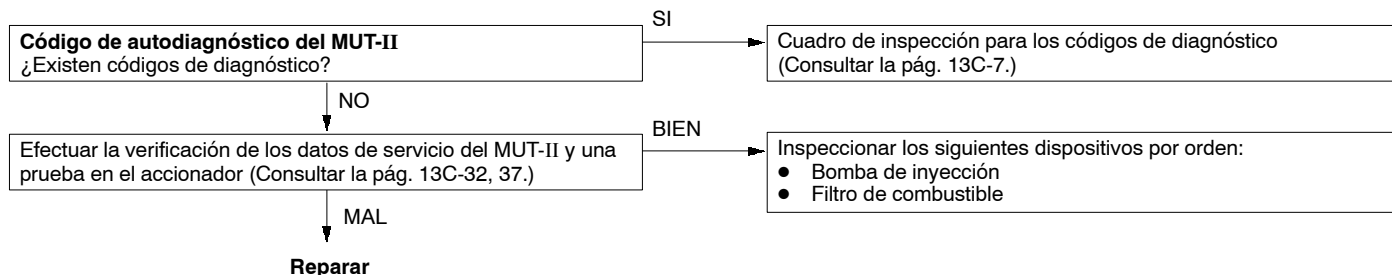 SI
Código de autodiagnóstico del MUT-II
¿Existen códigos de diagnóstico?
Cuadro de inspección para los códigos de diagnóstico
(Consultar la pág. 13C-7.)
NO
BIEN
Efectuar la verificación de los datos de servicio del MUT-II y una
prueba en el accionador (Consultar la pág. 13C-32, 37.)
Inspeccionar los siguientes dispositivos por orden:
● Bomba de inyección
● Filtro de combustible
MAL
Reparar